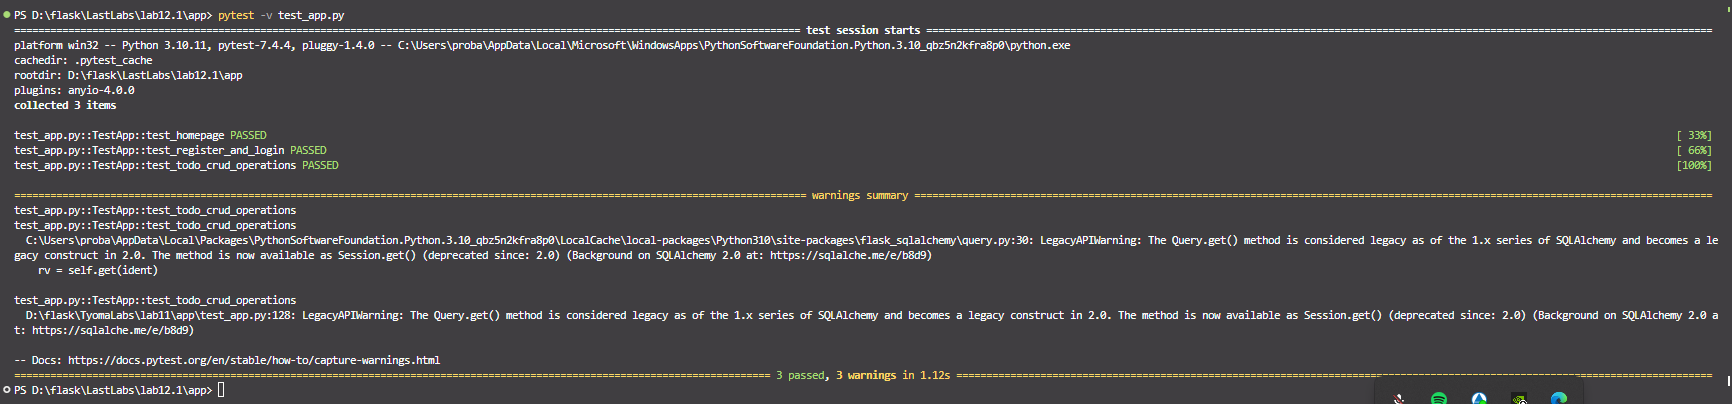 PS D:\flask\LastLabs\lab12.1\app> pytest -v test_app.py
test session starts
platform win32 -- Python 3.10.11, pytest-7.4.4, pluggy-1.4.0 -- C:\Users\proba\AppData\Local\Microsoft\WindowsApps\PythonSoftwareFoundation.Python.3.10_qbz5n2kfra8p0\python.exe
cachedir: .pytest_cache
rootdir: D:\flask\LastLabs\lab12.1\app
plugins: anyio-4.0.0
collected 3 items
test_app.py::TestApp::test_homepage PASSED [ 33%]
test_app.py::TestApp::test_register_and_login PASSED [ 66%]
test_app.py::TestApp::test_todo_crud_operations PASSED [100%]
warnings summary
test_app.py::TestApp::test_todo_crud_operations
test_app.py::TestApp::test_todo_crud_operations
C:\Users\proba\AppData\Local\Packages\PythonSoftwareFoundation.Python.3.10_qbz5n2kfra8p0\LocalCache\local-packages\Python310\site-packages\flask_sqlalchemy\query.py:30: LegacyAPIWarning: The Query.get() method is considered legacy as of the 1.x series of SQLAlchemy and becomes a le
gacy construct in 2.0. The method is now available as Session.get() (deprecated since: 2.0) (Background on SQLAlchemy 2.0 at: https://sqlalche.me/e/b8d9)
rv = self.get(ident)
test_app.py::TestApp::test_todo_crud_operations
D:\flask\TyomaLabs\lab11\app\test_app.py:128: LegacyAPIWarning: The Query.get() method is considered legacy as of the 1.x series of SQLAlchemy and becomes a legacy construct in 2.0. The method is now available as Session.get() (deprecated since: 2.0) (Background on SQLAlchemy 2.0 a
t: https://sqlalche.me/e/b8d9)
-- Docs: https://docs.pytest.org/en/stable/how-to/capture-warnings.html
3 passed, 3 warnings in 1.12s
PS D:\flask\LastLabs\lab12.1\app>